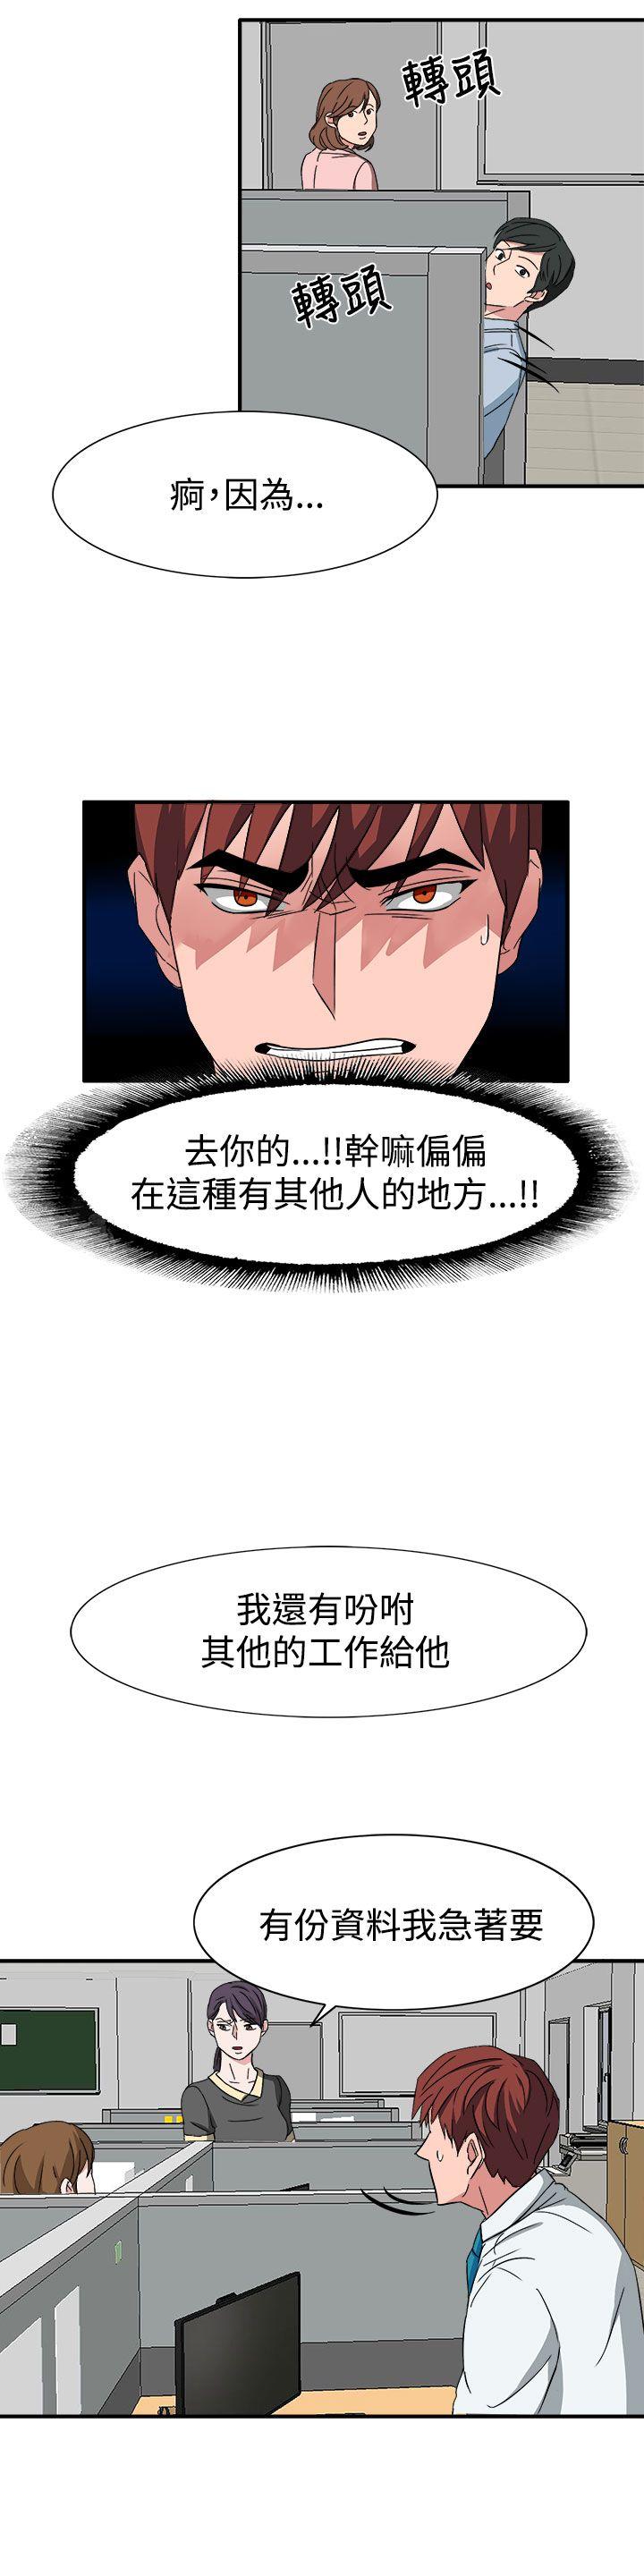 轉頭
轉頭
痾，因為...
去你的...!!幹嘛偏偏
在這種有其他人的地方...!!
我還有吩咐
其他的工作給他
有份資料我急著要